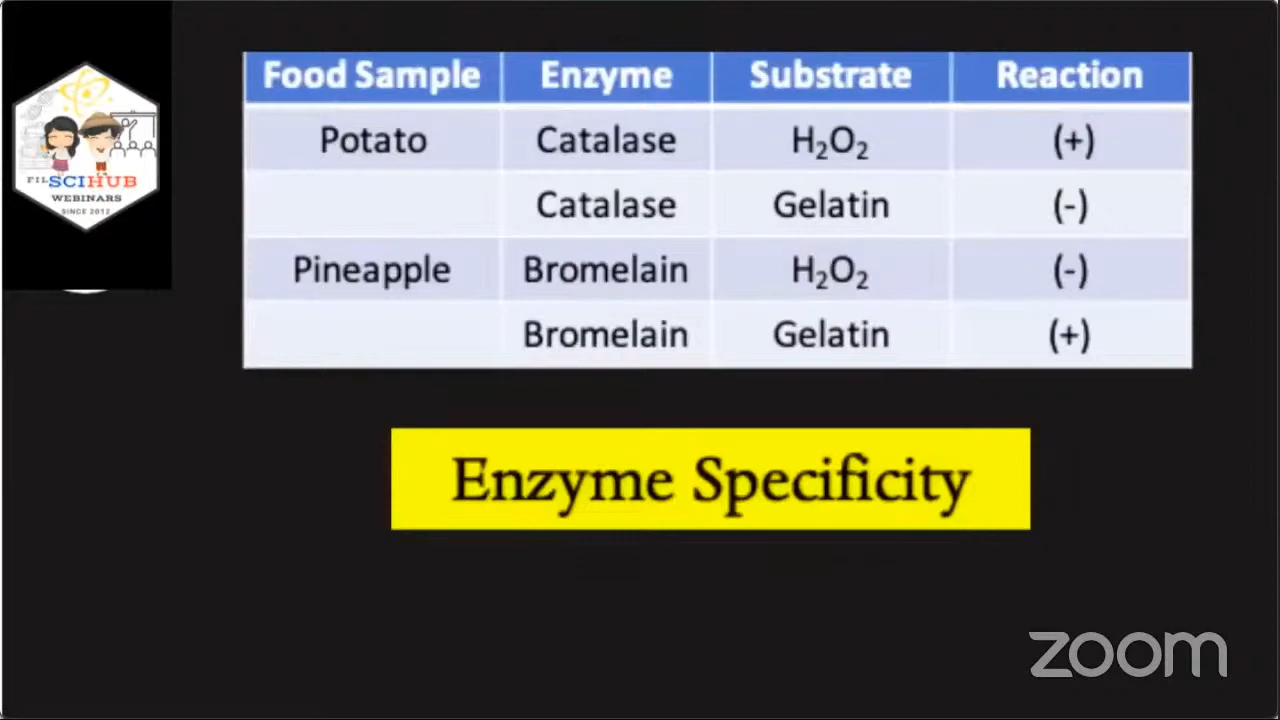 Food Sample Enzyme Substrate Reaction
Potato Catalase H₂O₂ (+)
Catalase Gelatin (-)
Pineapple Bromelain H₂O₂ (-)
Bromelain Gelatin (+)
FILSCIHUB
WEBINARS
SINCE 2012
Enzyme Specificity
zoom